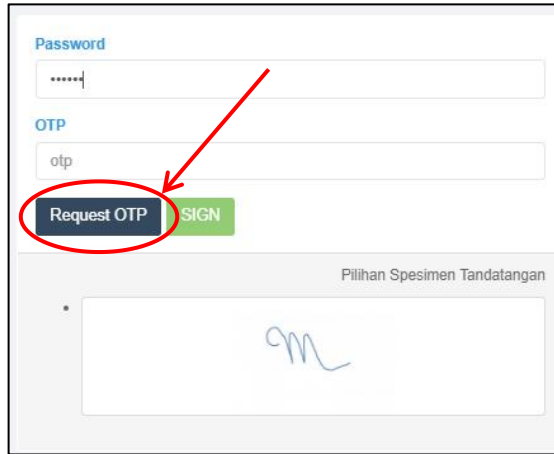 Password
••••••
OTP
otp
Request OTP SIGN
Pilihan Spesimen Tandatangan